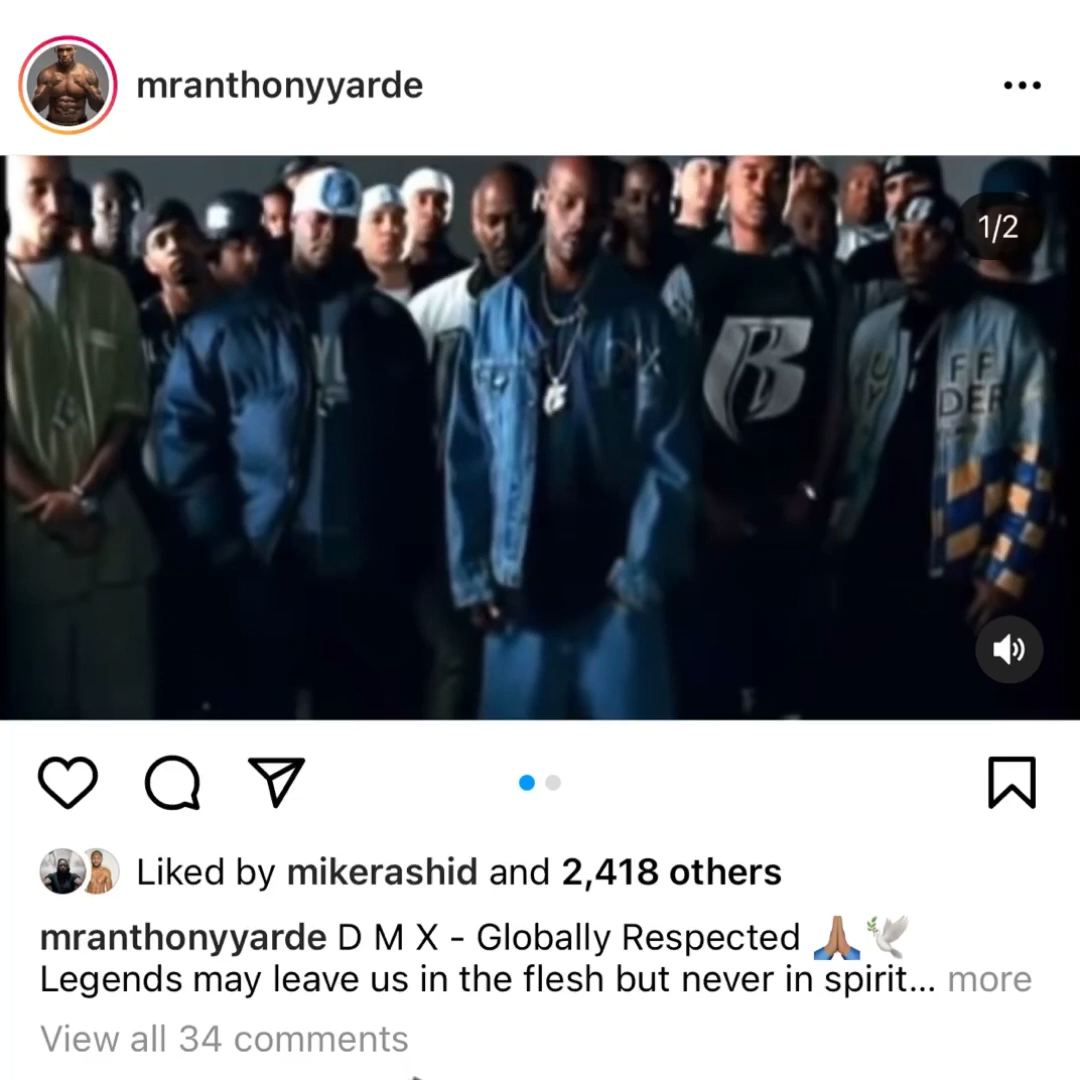 mranthonyyarde
1/2
R
FF
DER
Liked by mikerashid and 2,418 others
mranthonyyarde D M X - Globally Respected 🙏🏽🕊
Legends may leave us in the flesh but never in spirit... more
View all 34 comments